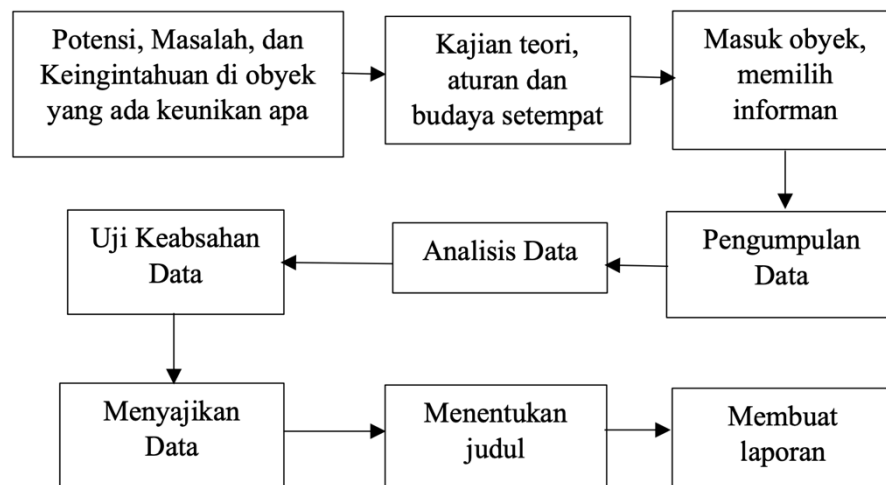 Potensi, Masalah, dan
Keingintahuan di obyek
yang ada keunikan apa
Kajian teori,
aturan dan
budaya setempat
Masuk obyek,
memilih
informan
Pengumpulan
Data
Analisis Data
Uji Keabsahan
Data
Menyajikan
Data
Menentukan
judul
Membuat
laporan